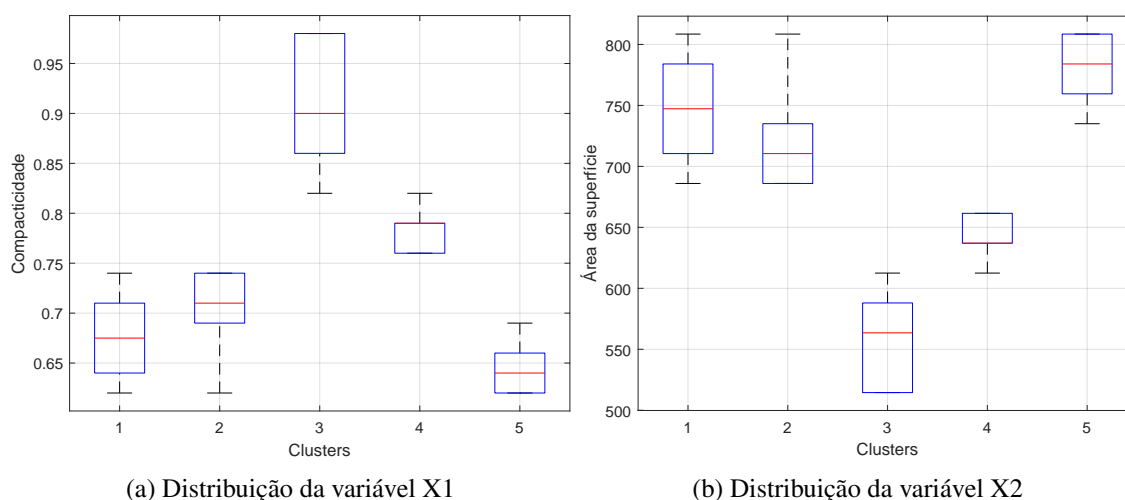 0.95
0.9
0.85
0.8
0.75
0.7
0.65
Compacticidade
1 2 3 4 5
Clusters
(a) Distribuição da variável X1
800
750
700
650
600
550
500
Área da superfície
1 2 3 4 5
Clusters
(b) Distribuição da variável X2